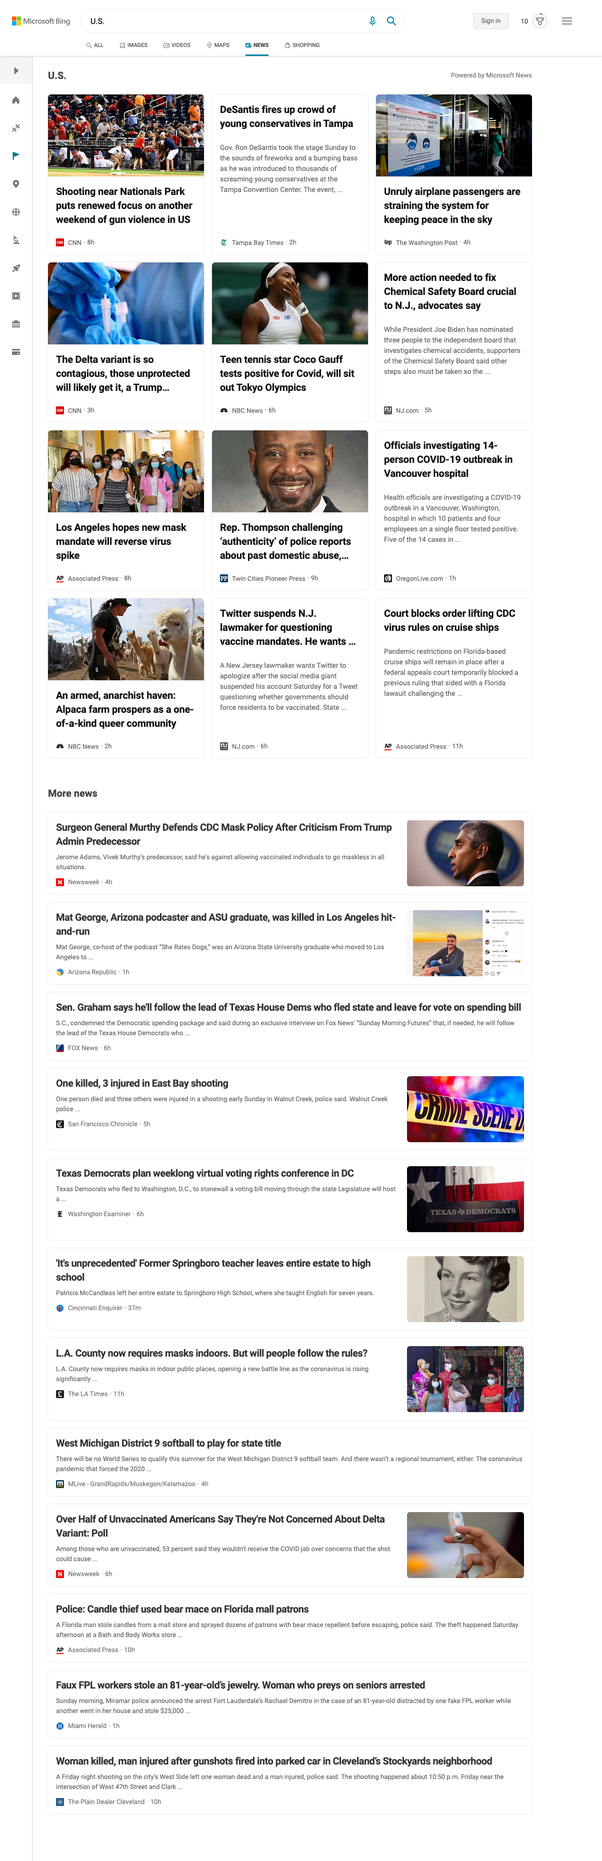 Microsoft Bing
U.S.
Sign in
10
ALL
IMAGES
VIDEOS
MAPS
NEWS
SHOPPING
U.S.
Powered by Microsoft News
Shooting near Nationals Park
puts renewed focus on another
weekend of gun violence in US
CNN · 8h
DeSantis fires up crowd of
young conservatives in Tampa
Gov. Ron DeSantis took the stage Sunday to
the sounds of fireworks and a bumping bass
as he was introduced to thousands of
screaming young conservatives at the
Tampa Convention Center. The event, ...
Tampa Bay Times · 2h
Unruly airplane passengers are
straining the system for
keeping peace in the sky
The Washington Post · 4h
The Delta variant is so
contagious, those unprotected
will likely get it, a Trump...
CNN · 3h
Teen tennis star Coco Gauff
tests positive for Covid, will sit
out Tokyo Olympics
NBC News · 6h
More action needed to fix
Chemical Safety Board crucial
to N.J., advocates say
While President Joe Biden has nominated
three people to the independent board that
investigates chemical accidents, supporters
of the Chemical Safety Board said other
steps also must be taken so the ...
NJ.com · 5h
Los Angeles hopes new mask
mandate will reverse virus
spike
Associated Press · 8h
Rep. Thompson challenging
'authenticity' of police reports
about past domestic abuse,...
Twin Cities Pioneer Press · 9h
Officials investigating 14-
person COVID-19 outbreak in
Vancouver hospital
Health officials are investigating a COVID-19
outbreak in a Vancouver, Washington,
hospital in which 10 patients and four
employees on a single floor tested positive.
Five of the 14 cases in ...
OregonLive.com · 1h
An armed, anarchist haven:
Alpaca farm prospers as a one-
of-a-kind queer community
NBC News · 2h
Twitter suspends N.J.
lawmaker for questioning
vaccine mandates. He wants ...
A New Jersey lawmaker wants Twitter to
apologize after the social media giant
suspended his account Saturday for a Tweet
questioning whether governments should
force residents to be vaccinated. State ...
NJ.com · 6h
Court blocks order lifting CDC
virus rules on cruise ships
Pandemic restrictions on Florida-based
cruise ships will remain in place after a
federal appeals court temporarily blocked a
previous ruling that sided with a Florida
lawsuit challenging the ...
Associated Press · 11h
More news
Surgeon General Murthy Defends CDC Mask Policy After Criticism From Trump
Admin Predecessor
Jerome Adams, Vivek Murthy's predecessor, said he's against allowing vaccinated individuals to go maskless in all
situations.
Newsweek · 4h
Mat George, Arizona podcaster and ASU graduate, was killed in Los Angeles hit-
and-run
Mat George, co-host of the podcast "She Rates Dogs," was an Arizona State University graduate who moved to Los
Angeles to ...
Arizona Republic · 1h
Sen. Graham says he'll follow the lead of Texas House Dems who fled state and leave for vote on spending bill
S.C., condemned the Democratic spending package and said during an exclusive interview on Fox News' "Sunday Morning Futures" that, if needed, he will follow
the lead of the Texas House Democrats who ...
FOX News · 6h
One killed, 3 injured in East Bay shooting
One person died and three others were injured in a shooting early Sunday in Walnut Creek, police said. Walnut Creek
police ...
San Francisco Chronicle · 5h
CRIME SCENE D
Texas Democrats plan weeklong virtual voting rights conference in DC
Texas Democrats who fled to Washington, D.C., to stonewall a voting bill moving through the state Legislature will host
a ...
Washington Examiner · 6h
TEXAS DEMOCRATS
'It's unprecedented' Former Springboro teacher leaves entire estate to high
school
Patricia McCandless left her entire estate to Springboro High School, where she taught English for seven years.
Cincinnati Enquirer · 37m
L.A. County now requires masks indoors. But will people follow the rules?
L.A. County now requires masks in indoor public places, opening a new battle line as the coronavirus is rising
significantly ...
The LA Times · 11h
West Michigan District 9 softball to play for state title
There will be no World Series to qualify this summer for the West Michigan District 9 softball team. And there wasn't a regional tournament, either. The coronavirus
pandemic that forced the 2020 ...
MLive - GrandRapids/Muskegon/Kalamazoo · 4h
Over Half of Unvaccinated Americans Say They're Not Concerned About Delta
Variant: Poll
Among those who are unvaccinated, 53 percent said they wouldn't receive the COVID jab over concerns that the shot
could cause ...
Newsweek · 6h
Police: Candle thief used bear mace on Florida mall patrons
A Florida man stole candles from a mall store and sprayed dozens of patrons with bear mace repellent before escaping, police said. The theft happened Saturday
afternoon at a Bath and Body Works store ...
Associated Press · 10h
Faux FPL workers stole an 81-year-old's jewelry. Woman who preys on seniors arrested
Sunday morning, Miramar police announced the arrest Fort Lauderdale's Rachael Demitro in the case of an 81-year-old distracted by one fake FPL worker while
another went in her house and stole $25,000 ...
Miami Herald · 1h
Woman killed, man injured after gunshots fired into parked car in Cleveland's Stockyards neighborhood
A Friday night shooting on the city's West Side left one woman dead and a man injured, police said. The shooting happened about 10:50 p.m. Friday near the
intersection of West 47th Street and Clark ...
The Plain Dealer Cleveland · 10h